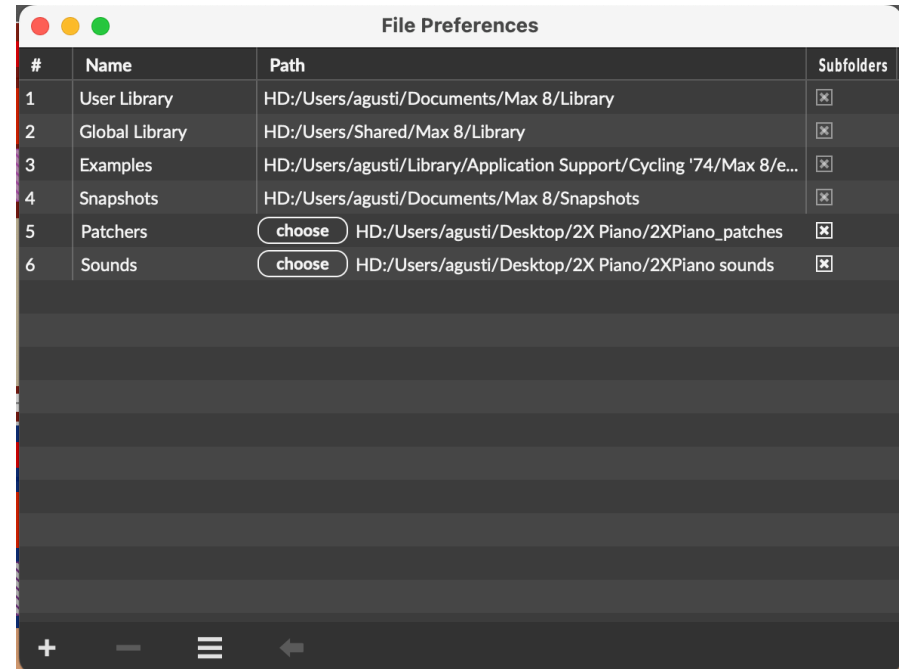 File Preferences
# Name Path Subfolders
1 User Library HD:/Users/agusti/Documents/Max 8/Library
2 Global Library HD:/Users/Shared/Max 8/Library
3 Examples HD:/Users/agusti/Library/Application Support/Cycling '74/Max 8/e...
4 Snapshots HD:/Users/agusti/Documents/Max 8/Snapshots
5 Patchers choose HD:/Users/agusti/Desktop/2X Piano/2XPiano_patches
6 Sounds choose HD:/Users/agusti/Desktop/2X Piano/2XPiano sounds